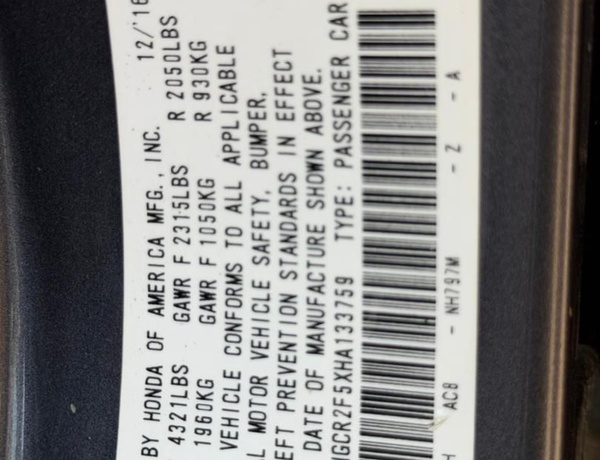 BY HONDA OF AMERICA MFG., INC. 12/'16
4321LBS GAWR F 2315LBS R 2050LBS
1960KG GAWR F 1050KG R 930KG
VEHICLE CONFORMS TO ALL APPLICABLE
L MOTOR VEHICLE SAFETY, BUMPER,
EFT PREVENTION STANDARDS IN EFFECT
DATE OF MANUFACTURE SHOWN ABOVE.
HGCR2F5XHA133759 TYPE: PASSENGER CAR
H AC8 - NH797M - Z - A